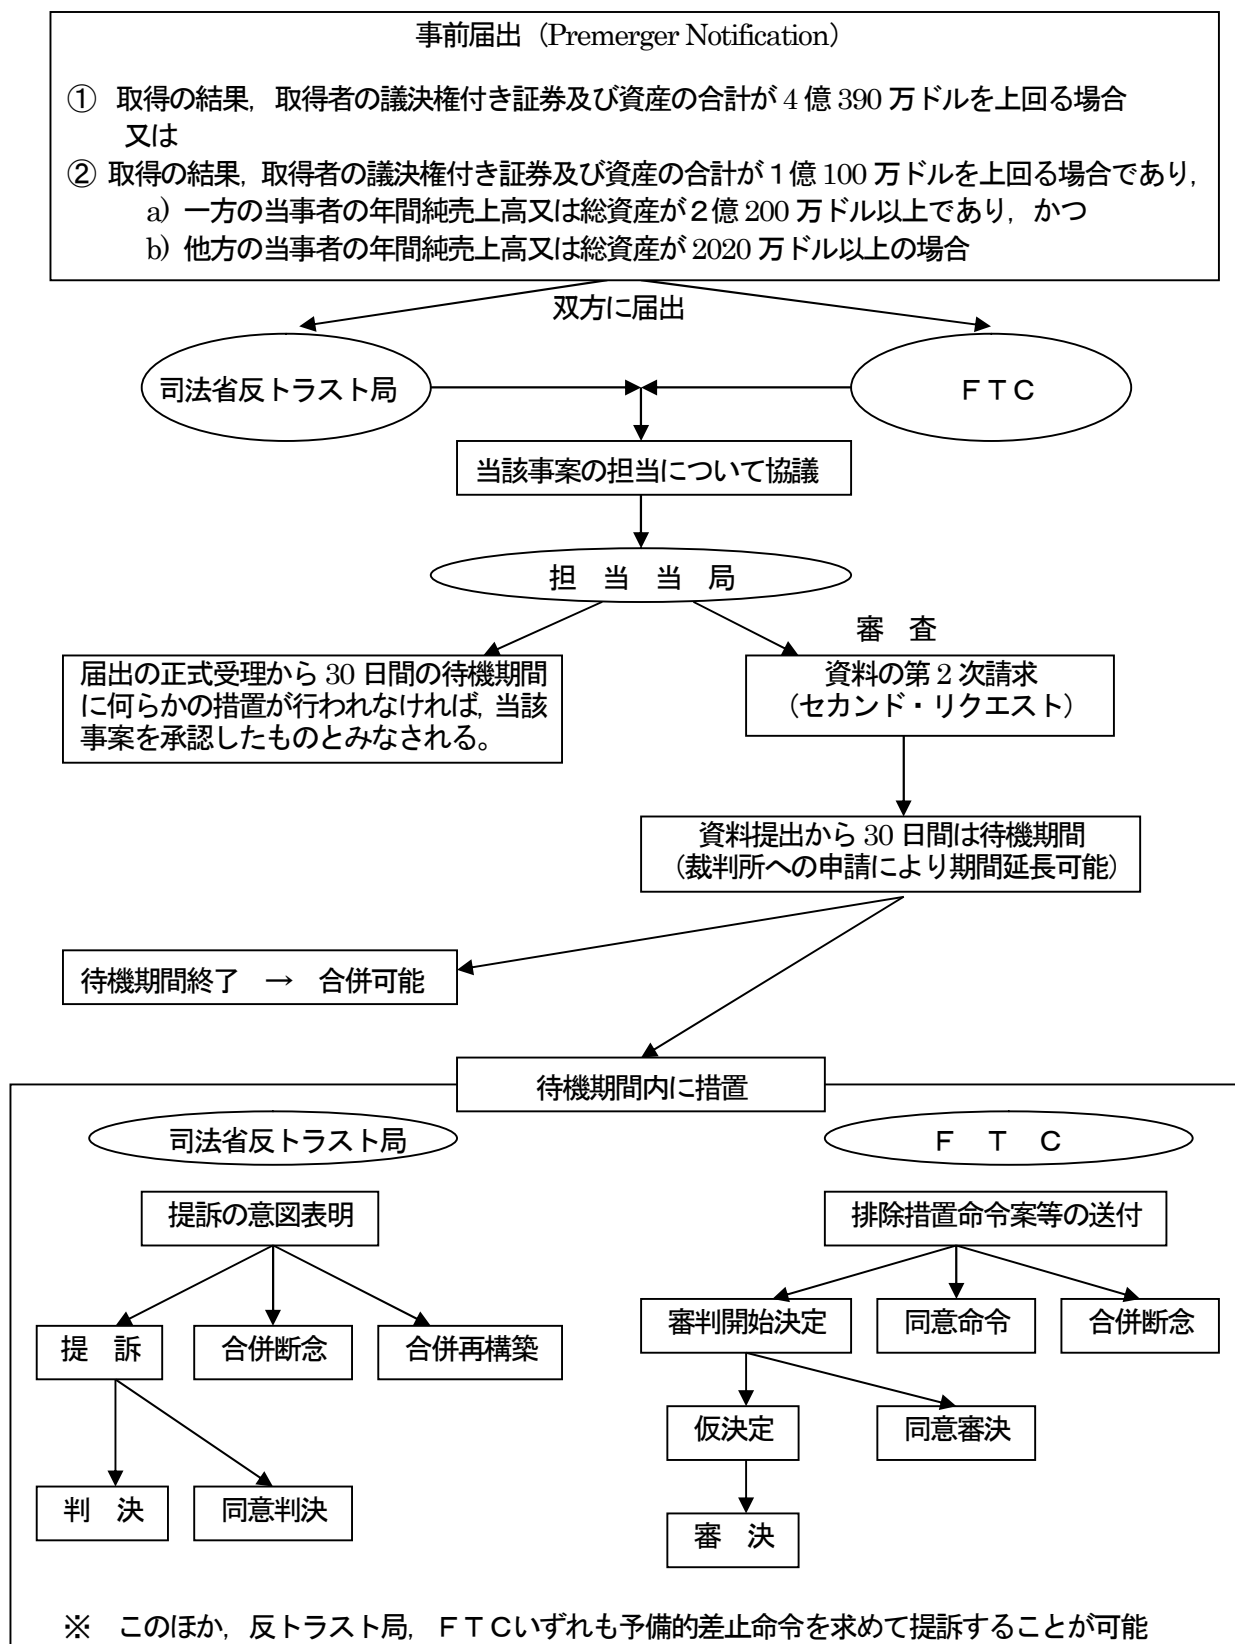 事前届出（Premerger Notification）
① 取得の結果，取得者の議決権付き証券及び資産の合計が 4 億 390 万ドルを上回る場合
又は
② 取得の結果，取得者の議決権付き証券及び資産の合計が１億 100 万ドルを上回る場合であり，
a) 一方の当事者の年間純売上高又は総資産が２億 200 万ドル以上であり，かつ
b) 他方の当事者の年間純売上高又は総資産が 2020 万ドル以上の場合
双方に届出
司法省反トラスト局
ＦＴＣ
当該事案の担当について協議
担　当　当　局
審　査
届出の正式受理から 30 日間の待機期間
に何らかの措置が行われなければ，当該
事案を承認したものとみなされる。
資料の第 2 次請求
（セカンド・リクエスト）
資料提出から 30 日間は待機期間
（裁判所への申請により期間延長可能）
待機期間終了　→　合併可能
待機期間内に措置
司法省反トラスト局
Ｆ　Ｔ　Ｃ
提訴の意図表明
排除措置命令案等の送付
提　訴
合併断念
合併再構築
審判開始決定
同意命令
合併断念
仮決定
同意審決
判　決
同意判決
審　決
※　このほか，反トラスト局，ＦＴＣいずれも予備的差止命令を求めて提訴することが可能